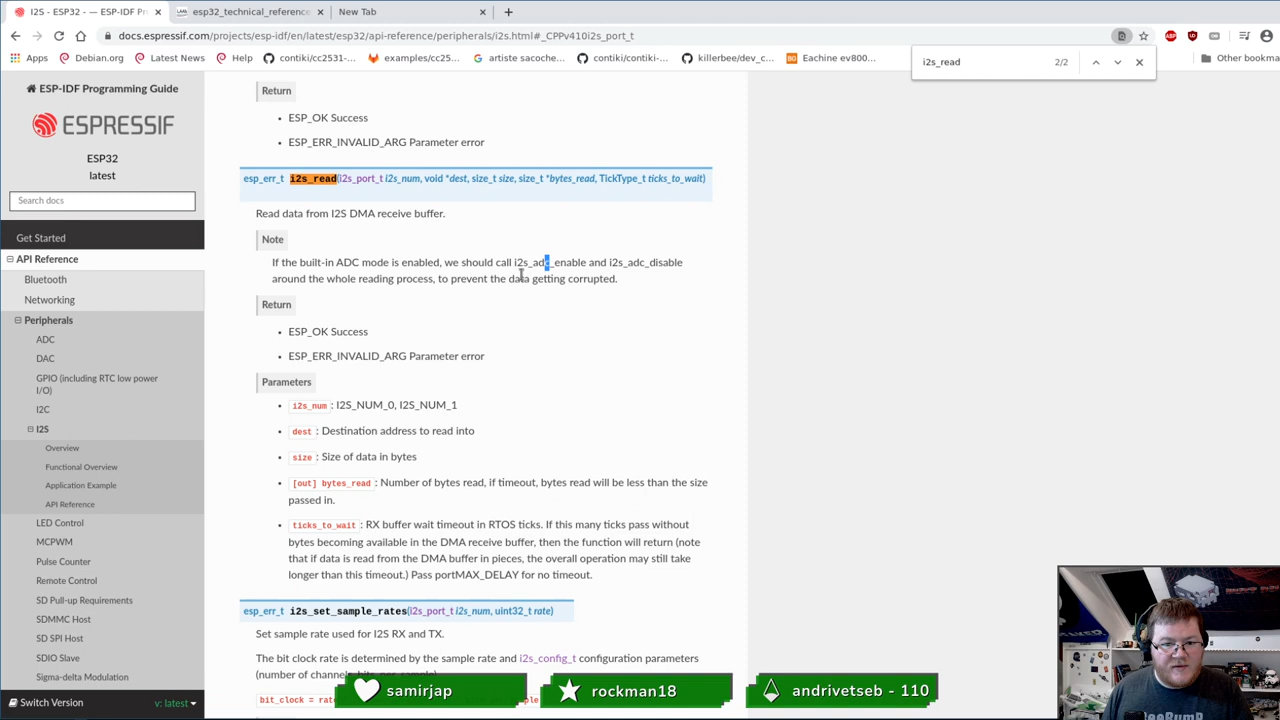 I2S - ESP32 - — ESP-IDF P
esp32_technical_reference
New Tab
docs.espressif.com/projects/esp-idf/en/latest/esp32/api-reference/peripherals/i2s.html#_CPPv410i2s_port_t
Apps
Debian.org
Latest News
Help
contiki/cc2531-...
examples/cc25...
artiste sacoche...
contiki/contiki-...
killerbee/dev_c...
Eachine ev800...
Other bookma
i2s_read
2/2
ESP-IDF Programming Guide
ESPRESSIF
ESP32
latest
Search docs
Get Started
API Reference
Bluetooth
Networking
Peripherals
ADC
DAC
GPIO (including RTC low power
I/O)
I2C
I2S
Overview
Functional Overview
Application Example
API Reference
LED Control
MCPWM
Pulse Counter
Remote Control
SD Pull-up Requirements
SDMMC Host
SD SPI Host
SDIO Slave
Sigma-delta Modulation
Switch Version
v: latest
Return
• ESP_OK Success
• ESP_ERR_INVALID_ARG Parameter error
esp_err_t i2s_read(i2s_port_t i2s_num, void *dest, size_t size, size_t *bytes_read, TickType_t ticks_to_wait)
Read data from I2S DMA receive buffer.
Note
If the built-in ADC mode is enabled, we should call i2s_adc_enable and i2s_adc_disable
around the whole reading process, to prevent the data getting corrupted.
Return
• ESP_OK Success
• ESP_ERR_INVALID_ARG Parameter error
Parameters
• i2s_num : I2S_NUM_0, I2S_NUM_1
• dest : Destination address to read into
• size : Size of data in bytes
• [out] bytes_read : Number of bytes read, if timeout, bytes read will be less than the size
passed in.
• ticks_to_wait : RX buffer wait timeout in RTOS ticks. If this many ticks pass without
bytes becoming available in the DMA receive buffer, then the function will return (note
that if data is read from the DMA buffer in pieces, the overall operation may still take
longer than this timeout.) Pass portMAX_DELAY for no timeout.
esp_err_t i2s_set_sample_rates(i2s_port_t i2s_num, uint32_t rate)
Set sample rate used for I2S RX and TX.
The bit clock rate is determined by the sample rate and i2s_config_t configuration parameters
(number of channels, bits_per_sample)
bit_clock = rat
samirjap
rockman18
andrivetseb - 110